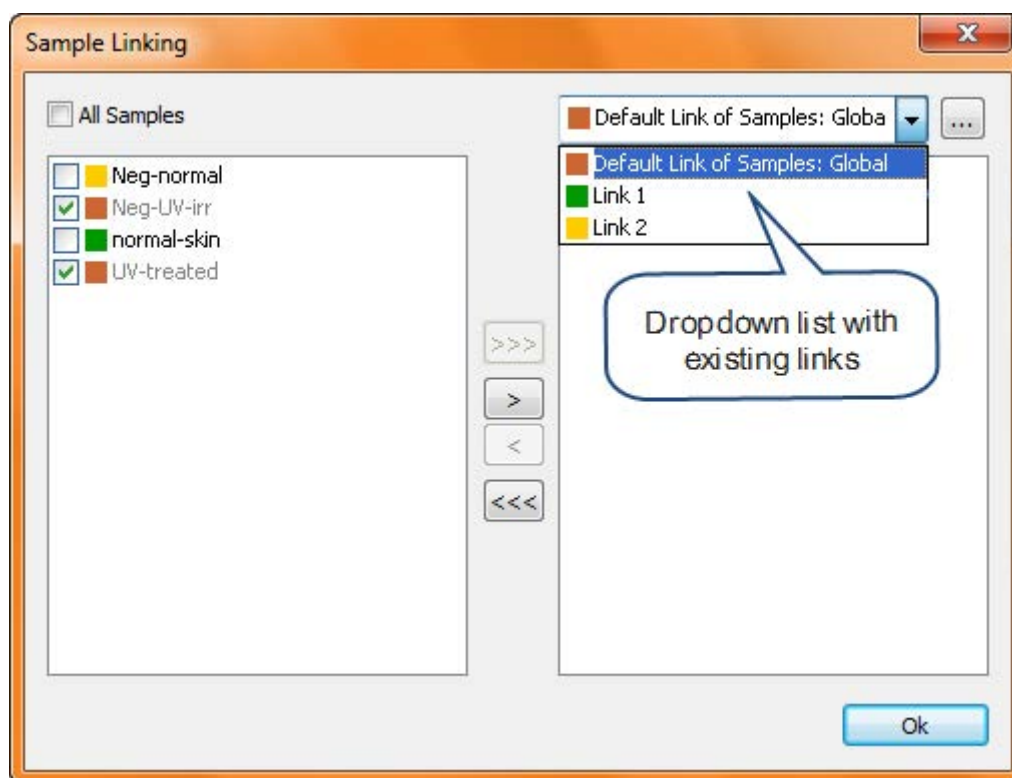 Sample Linking
All Samples
Default Link of Samples: Globa
...
Neg-normal
Neg-UV-irr
normal-skin
UV-treated
Default Link of Samples: Global
Link 1
Link 2
Dropdown list with
existing links
>>>
>
<
<<<
Ok